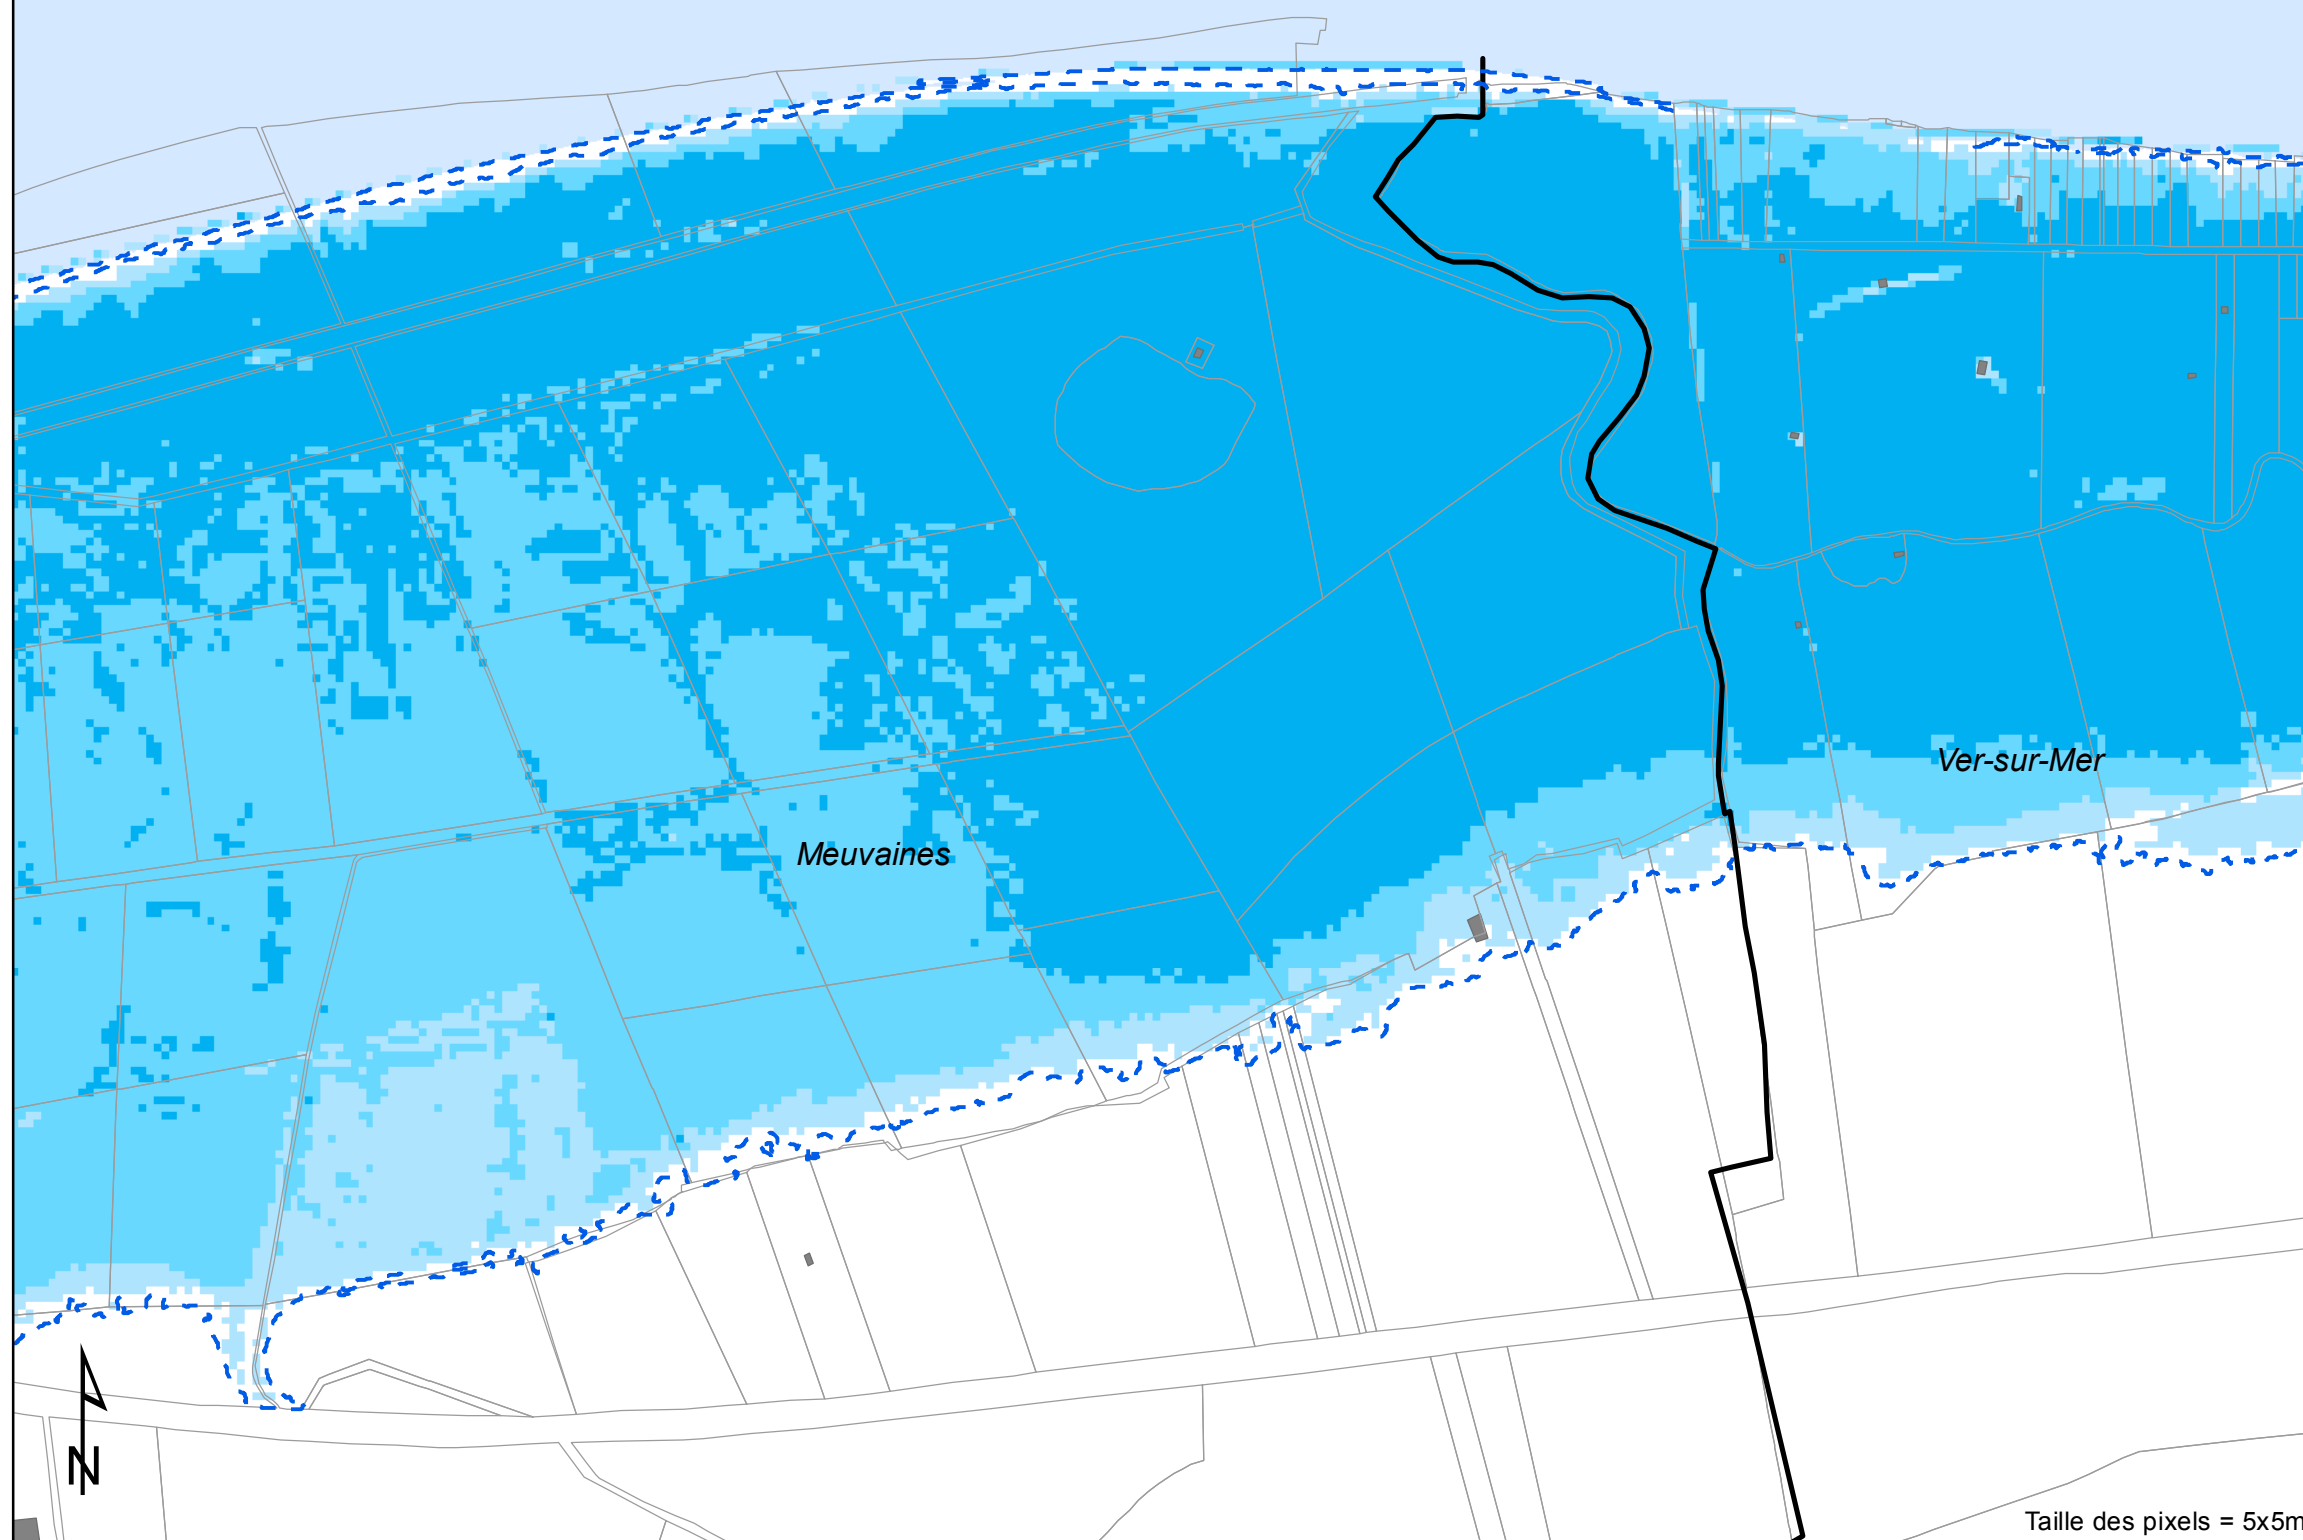 Ver-sur-Mer
Meuvaines
N
Taille des pixels = 5x5m